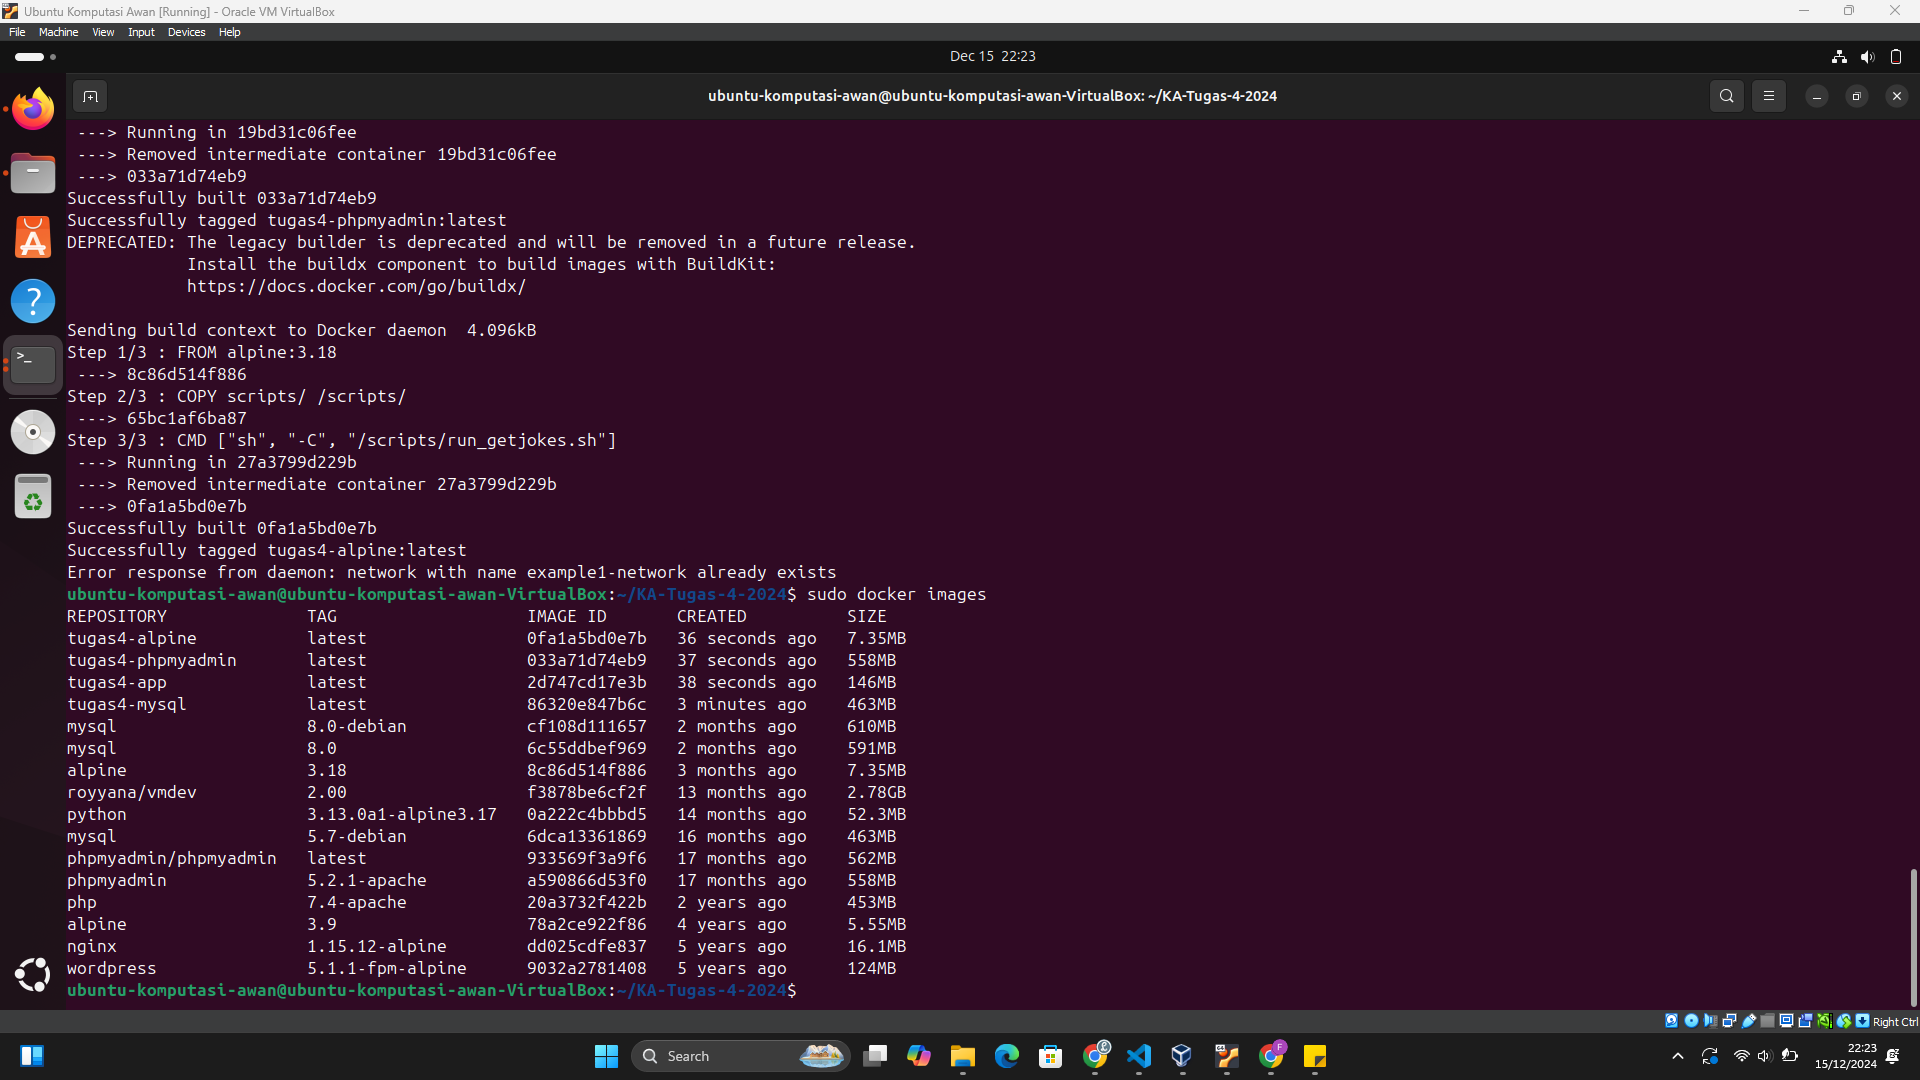 Ubuntu Komputasi Awan [Running] - Oracle VM VirtualBox
File Machine View Input Devices Help
Dec 15 22:23
ubuntu-komputasi-awan@ubuntu-komputasi-awan-VirtualBox: ~/KA-Tugas-4-2024
---> Running in 19bd31c06fee
---> Removed intermediate container 19bd31c06fee
---> 033a71d74eb9
Successfully built 033a71d74eb9
Successfully tagged tugas4-phpmyadmin:latest
DEPRECATED: The legacy builder is deprecated and will be removed in a future release.
Install the buildx component to build images with BuildKit:
https://docs.docker.com/go/buildx/
Sending build context to Docker daemon 4.096kB
Step 1/3 : FROM alpine:3.18
---> 8c86d514f886
Step 2/3 : COPY scripts/ /scripts/
---> 65bc1af6ba87
Step 3/3 : CMD ["sh", "-C", "/scripts/run_getjokes.sh"]
---> Running in 27a3799d229b
---> Removed intermediate container 27a3799d229b
---> 0fa1a5bd0e7b
Successfully built 0fa1a5bd0e7b
Successfully tagged tugas4-alpine:latest
Error response from daemon: network with name example1-network already exists
ubuntu-komputasi-awan@ubuntu-komputasi-awan-VirtualBox:~/KA-Tugas-4-2024$ sudo docker images
REPOSITORY TAG IMAGE ID CREATED SIZE
tugas4-alpine latest 0fa1a5bd0e7b 36 seconds ago 7.35MB
tugas4-phpmyadmin latest 033a71d74eb9 37 seconds ago 558MB
tugas4-app latest 2d747cd17e3b 38 seconds ago 146MB
tugas4-mysql latest 86320e847b6c 3 minutes ago 463MB
mysql 8.0-debian cf108d111657 2 months ago 610MB
mysql 8.0 6c55ddbef969 2 months ago 591MB
alpine 3.18 8c86d514f886 3 months ago 7.35MB
royyana/vmdev 2.00 f3878be6cf2f 13 months ago 2.78GB
python 3.13.0a1-alpine3.17 0a222c4bbbd5 14 months ago 52.3MB
mysql 5.7-debian 6dca13361869 16 months ago 463MB
phpmyadmin/phpmyadmin latest 933569f3a9f6 17 months ago 562MB
phpmyadmin 5.2.1-apache a590866d53f0 17 months ago 558MB
php 7.4-apache 20a3732f422b 2 years ago 453MB
alpine 3.9 78a2ce922f86 4 years ago 5.55MB
nginx 1.15.12-alpine dd025cdfe837 5 years ago 16.1MB
wordpress 5.1.1-fpm-alpine 9032a2781408 5 years ago 124MB
ubuntu-komputasi-awan@ubuntu-komputasi-awan-VirtualBox:~/KA-Tugas-4-2024$
Right Ctrl
Search
22:23
15/12/2024